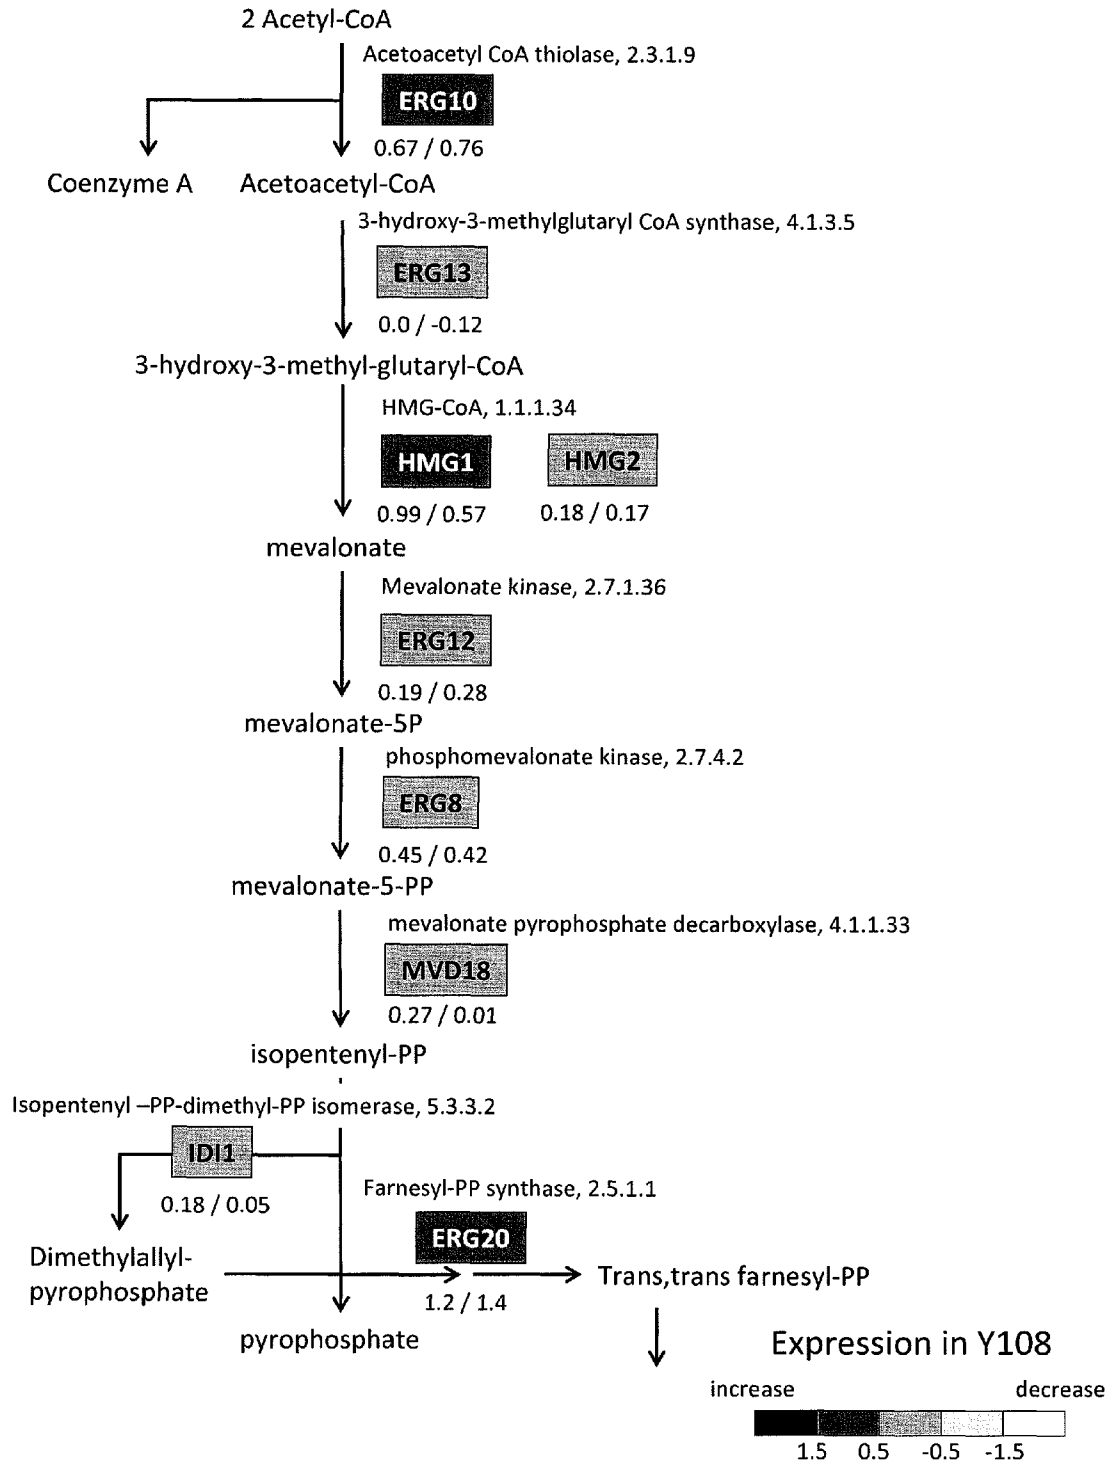 2 Acetyl-CoA
Acetoacetyl CoA thiolase, 2.3.1.9
ERG10
0.67 / 0.76
Coenzyme A
Acetoacetyl-CoA
3-hydroxy-3-methylglutaryl CoA synthase, 4.1.3.5
ERG13
0.0 / -0.12
3-hydroxy-3-methyl-glutaryl-CoA
HMG-CoA, 1.1.1.34
HMG1
HMG2
0.99 / 0.57
0.18 / 0.17
mevalonate
Mevalonate kinase, 2.7.1.36
ERG12
0.19 / 0.28
mevalonate-5P
phosphomevalonate kinase, 2.7.4.2
ERG8
0.45 / 0.42
mevalonate-5-PP
mevalonate pyrophosphate decarboxylase, 4.1.1.33
MVD18
0.27 / 0.01
isopentenyl-PP
Isopentenyl –PP-dimethyl-PP isomerase, 5.3.3.2
IDI1
0.18 / 0.05
Farnesyl-PP synthase, 2.5.1.1
ERG20
Dimethylallyl-
pyrophosphate
Trans,trans farnesyl-PP
1.2 / 1.4
pyrophosphate
Expression in Y108
increase
decrease
1.5 0.5 -0.5 -1.5